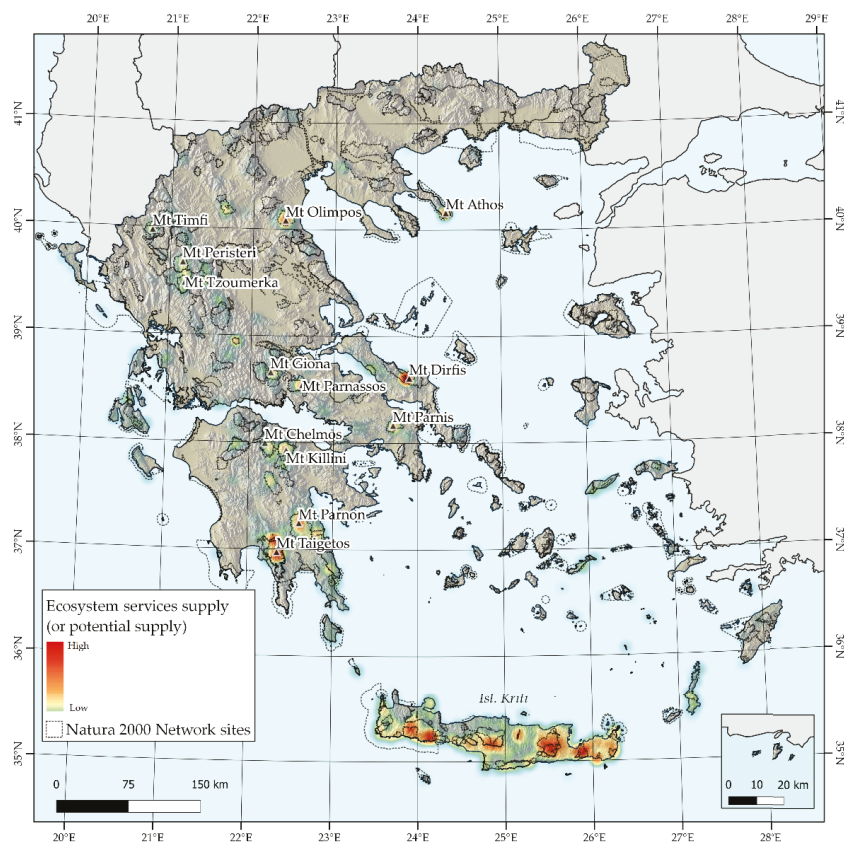 20°E 21°E 22°E 23°E 24°E 25°E 26°E 27°E 28°E 29°E
41°N 41°N
Mt Athos
Mt Timfi Mt Olimpos
40°N 40°N
Mt Peristeri
Mt Tzoumerka
39°N 39°N
Mt Giona Mt Dirfis
Mt Parnassos
Mt Parnis
38°N Mt Chelmos 38°N
Mt Killini
Mt Parnon
37°N 37°N
Mt Taigetos
Ecosystem services supply
(or potential supply)
High
Low
Natura 2000 Network sites
36°N 36°N
Isl. Kriti
35°N 35°N
0 75 150 km
0 10 20 km
20°E 21°E 22°E 23°E 24°E 25°E 26°E 27°E 28°E